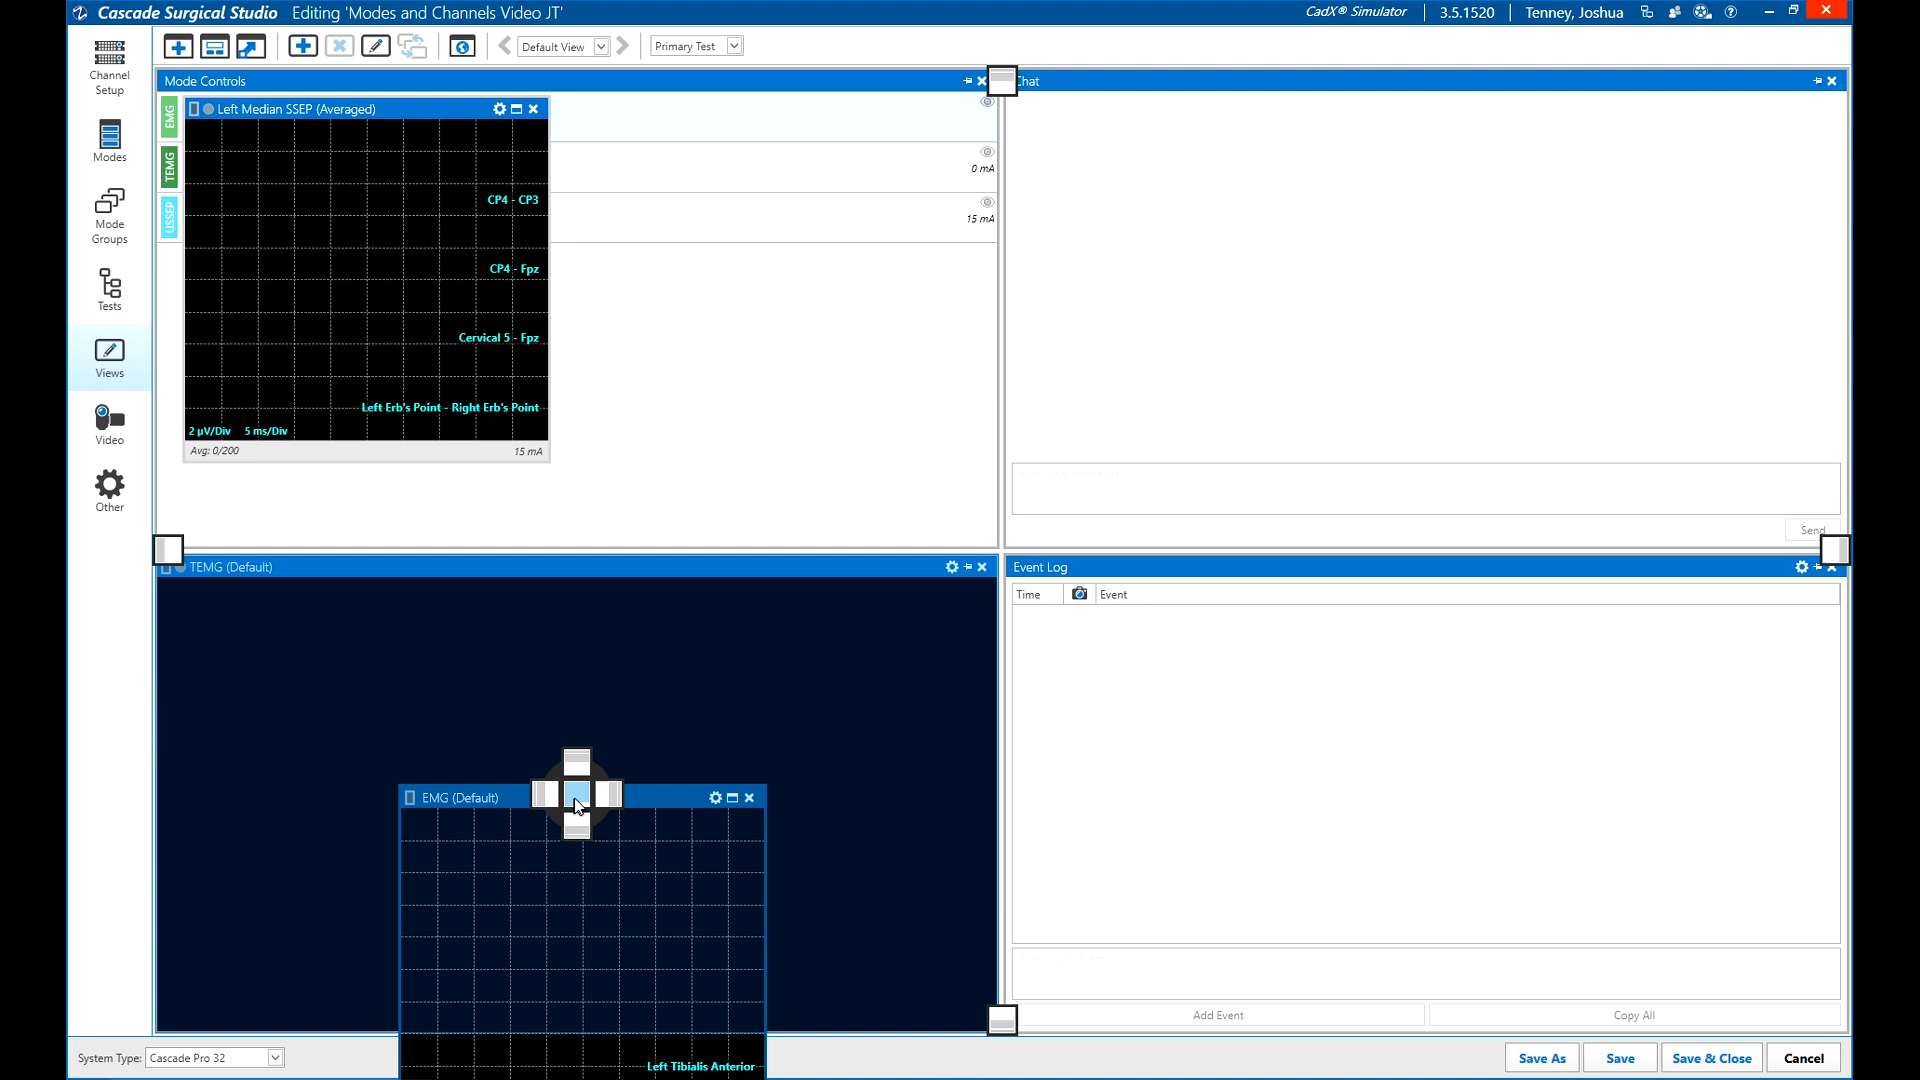 Cascade Surgical Studio Editing 'Modes and Channels Video JT'
CadX® Simulator 3.5.1520 Tenney, Joshua
Channel
Setup
Modes
Mode
Groups
Tests
Views
Video
Other
Default View
Primary Test
Mode Controls
EMG
TEMG
USSEP
0 mA
15 mA
Left Median SSEP (Averaged)
CP4 - CP3
CP4 - Fpz
Cervical 5 - Fpz
Left Erb's Point - Right Erb's Point
2 µV/Div 5 ms/Div
Avg: 0/200 15 mA
Chat
Send
TEMG (Default)
EMG (Default)
Left Tibialis Anterior
Event Log
Time Event
Add Event Copy All
System Type: Cascade Pro 32
Save As Save Save & Close Cancel